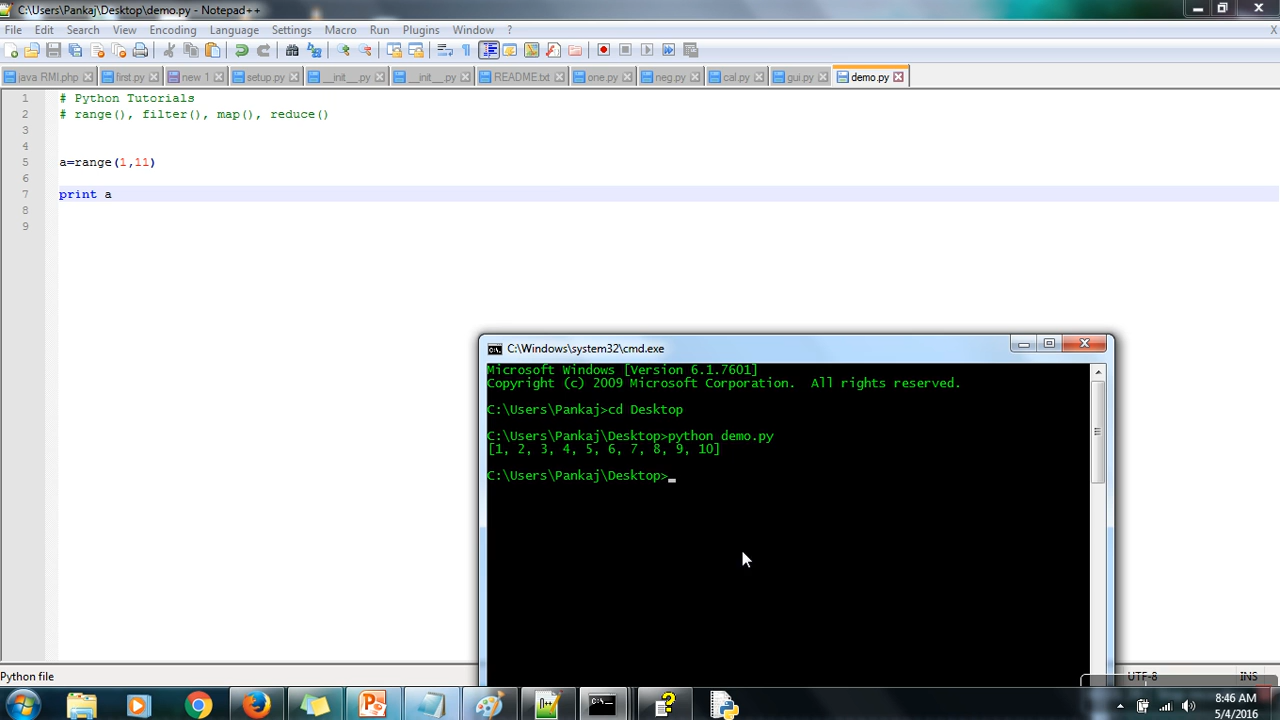 C:\Users\Pankaj\Desktop\demo.py - Notepad++
File Edit Search View Encoding Language Settings Macro Run Plugins Window ? X
java RMI.php new 1 setup.py __init__.py __init__.py README.txt one.py neg.py cal.py gui.py demo.py
1 # Python Tutorials
2 # range(), filter(), map(), reduce()
3
4
5 a=range(1,11)
6
7 print a
8
9
C:\Windows\system32\cmd.exe
Microsoft Windows [Version 6.1.7601]
Copyright (c) 2009 Microsoft Corporation. All rights reserved.
C:\Users\Pankaj>cd Desktop
C:\Users\Pankaj\Desktop>python demo.py
[1, 2, 3, 4, 5, 6, 7, 8, 9, 10]
C:\Users\Pankaj\Desktop>
Python file UTF-8 INS
8:46 AM
5/4/2016